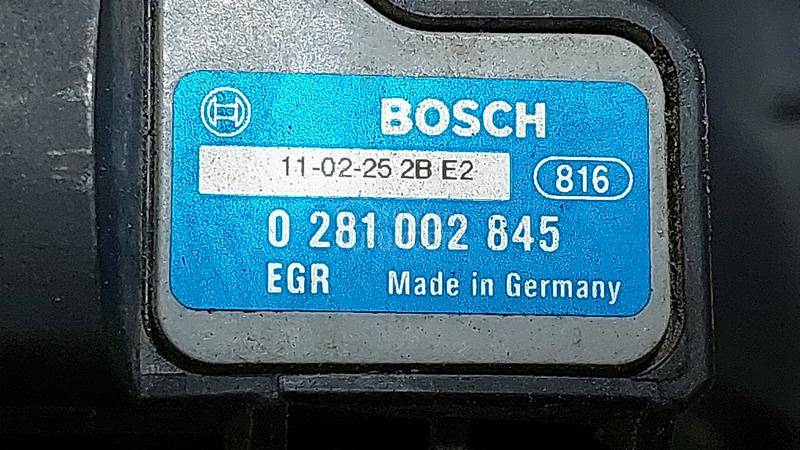 BOSCH
11-02-25 2B E2
816
0 281 002 845
EGR Made in Germany